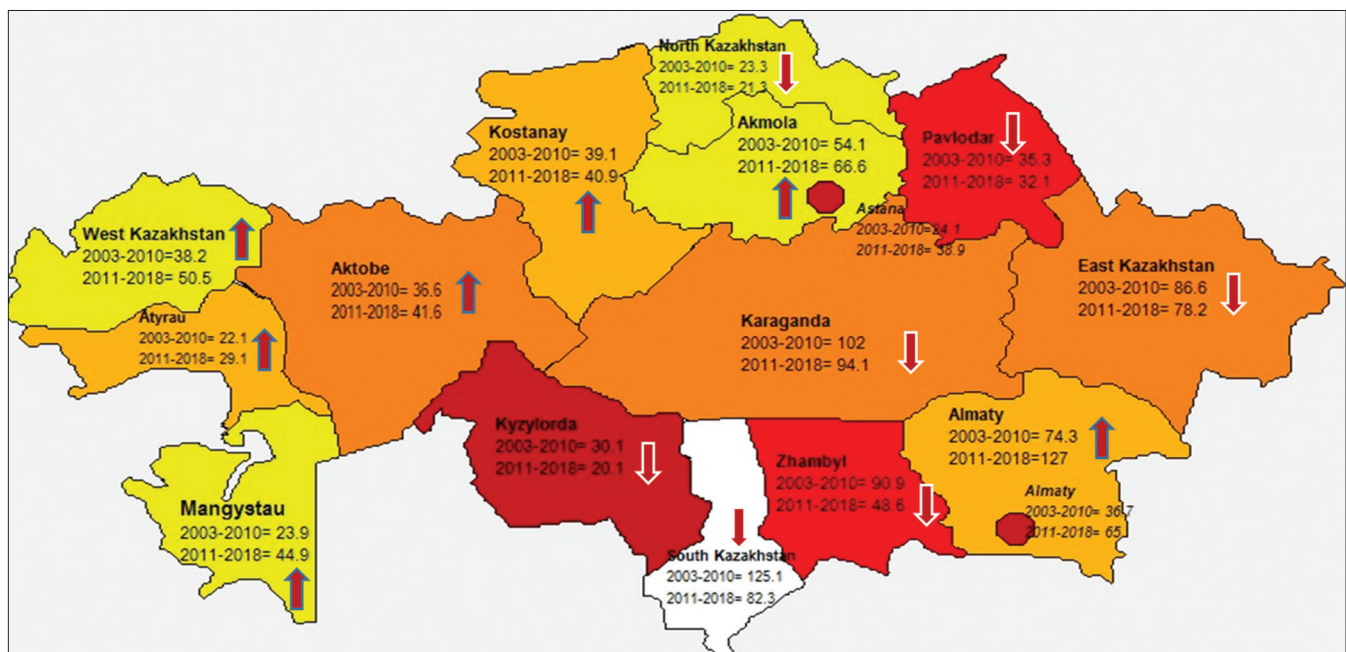 North Kazakhstan
2003-2010= 23.3
2011-2018= 21.3
Kostanay
2003-2010= 39.1
2011-2018= 40.9
Akmola
2003-2010= 54.1
2011-2018= 66.6
Pavlodar
2003-2010= 35.3
2011-2018= 32.1
Astana
2003-2010=24.1
2011-2018= 38.9
West Kazakhstan
2003-2010=38.2
2011-2018= 50.5
Aktobe
2003-2010= 36.6
2011-2018= 41.6
East Kazakhstan
2003-2010= 86.6
2011-2018= 78.2
Atyrau
2003-2010= 22.1
2011-2018= 29.1
Karaganda
2003-2010= 102
2011-2018= 94.1
Kyzylorda
2003-2010= 30.1
2011-2018= 20.1
Zhambyl
2003-2010= 90.9
2011-2018= 48.6
Almaty
2003-2010= 74.3
2011-2018=127
Almaty
2003-2010= 36.7
2011-2018= 65
Mangystau
2003-2010= 23.9
2011-2018= 44.9
South Kazakhstan
2003-2010= 125.1
2011-2018= 82.3